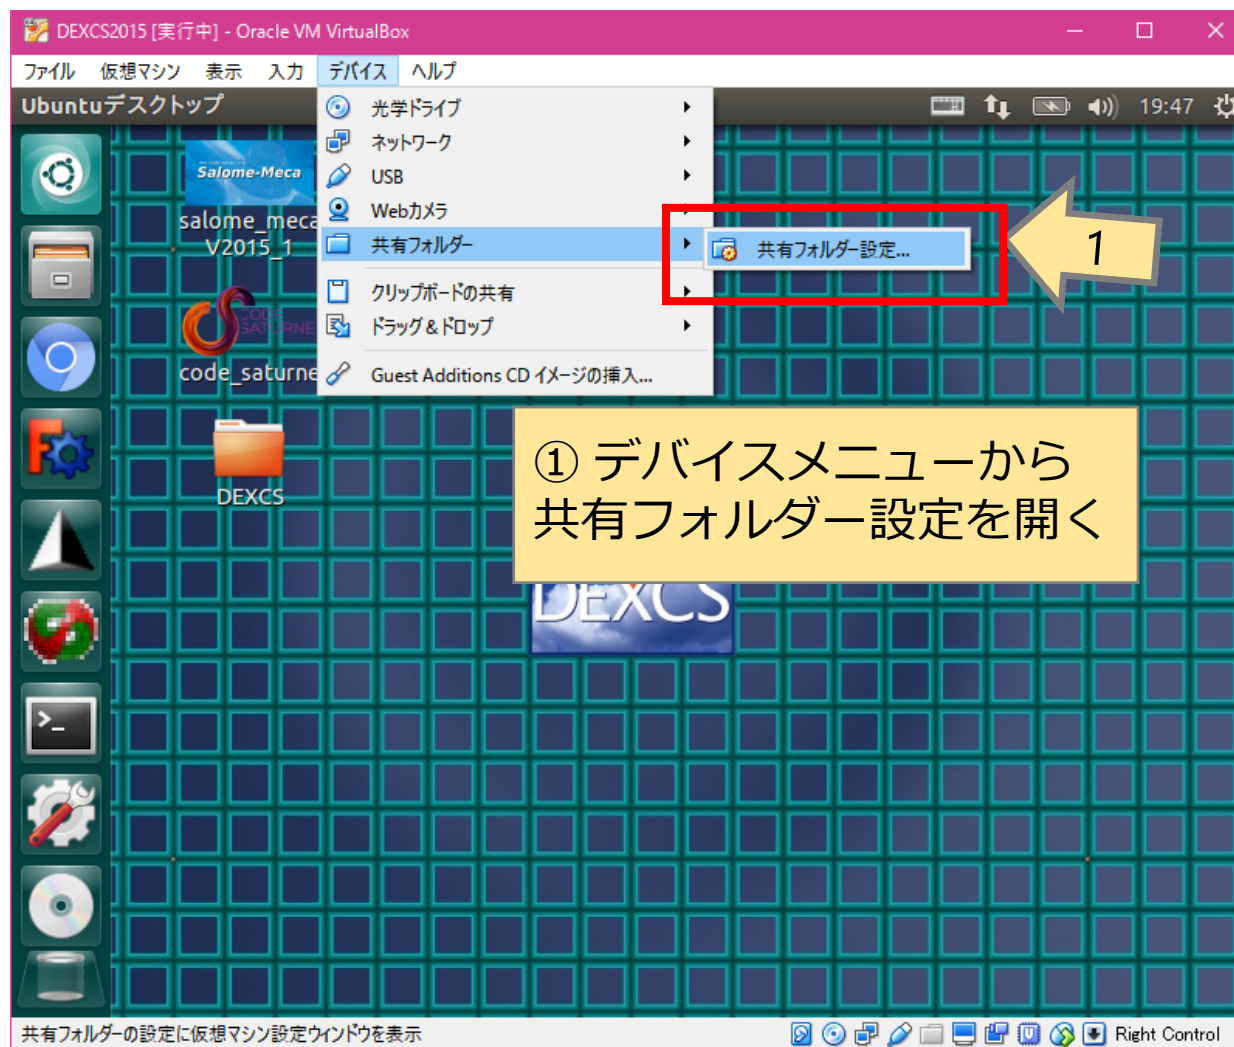 DEXCS2015 [実行中] - Oracle VM VirtualBox
ファイル 仮想マシン 表示 入力 デバイス ヘルプ
Ubuntuデスクトップ
19:47
光学ドライブ
ネットワーク
USB
Webカメラ
共有フォルダー
共有フォルダー設定...
1
クリップボードの共有
ドラッグ＆ドロップ
Guest Additions CD イメージの挿入...
Salome-Meca
salome_meca
V2015_1
CODE
SATURNE
code_saturne
DEXCS
① デバイスメニューから
共有フォルダー設定を開く
DEXCS
共有フォルダーの設定に仮想マシン設定ウィンドウを表示
Right Control